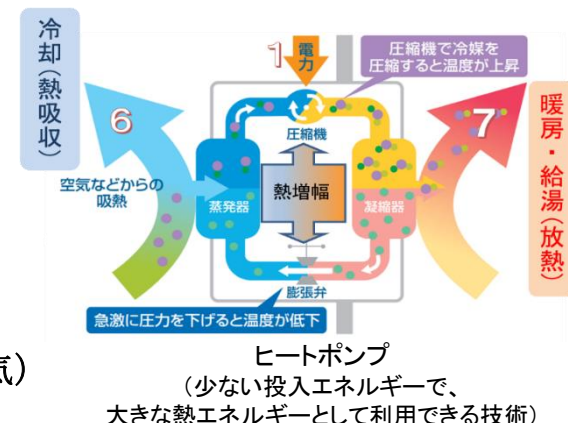 冷却（熱吸収）
1
電力
圧縮機で冷媒を
圧縮すると温度が上昇
6
7
圧縮機
暖房・給湯（放熱）
空気などからの
吸熱
蒸発器
熱増幅
凝縮器
膨張弁
急激に圧力を下げると温度が低下
気）
ヒートポンプ
（少ない投入エネルギーで、
大きな熱エネルギーとして利用できる技術）